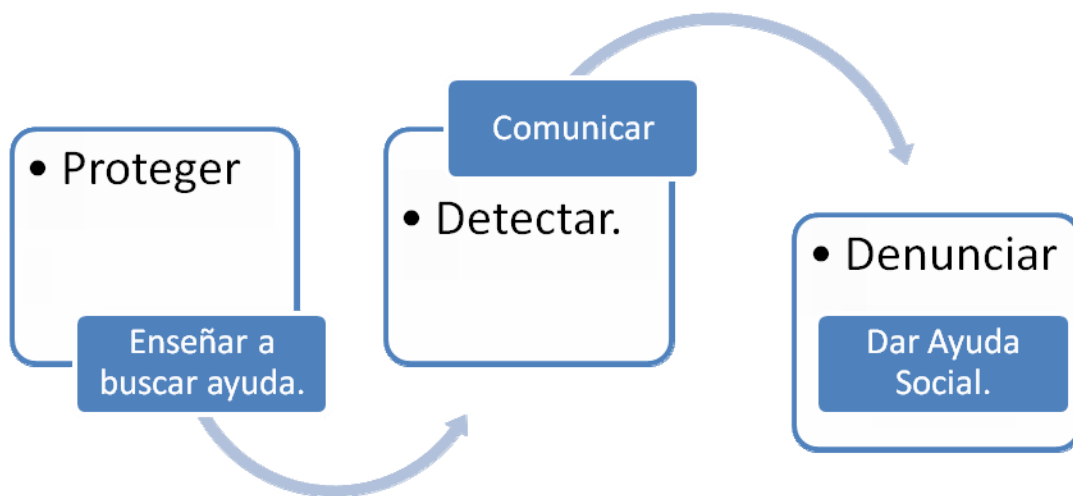 • Proteger
Enseñar a
buscar ayuda.
Comunicar
• Detectar.
• Denunciar
Dar Ayuda
Social.